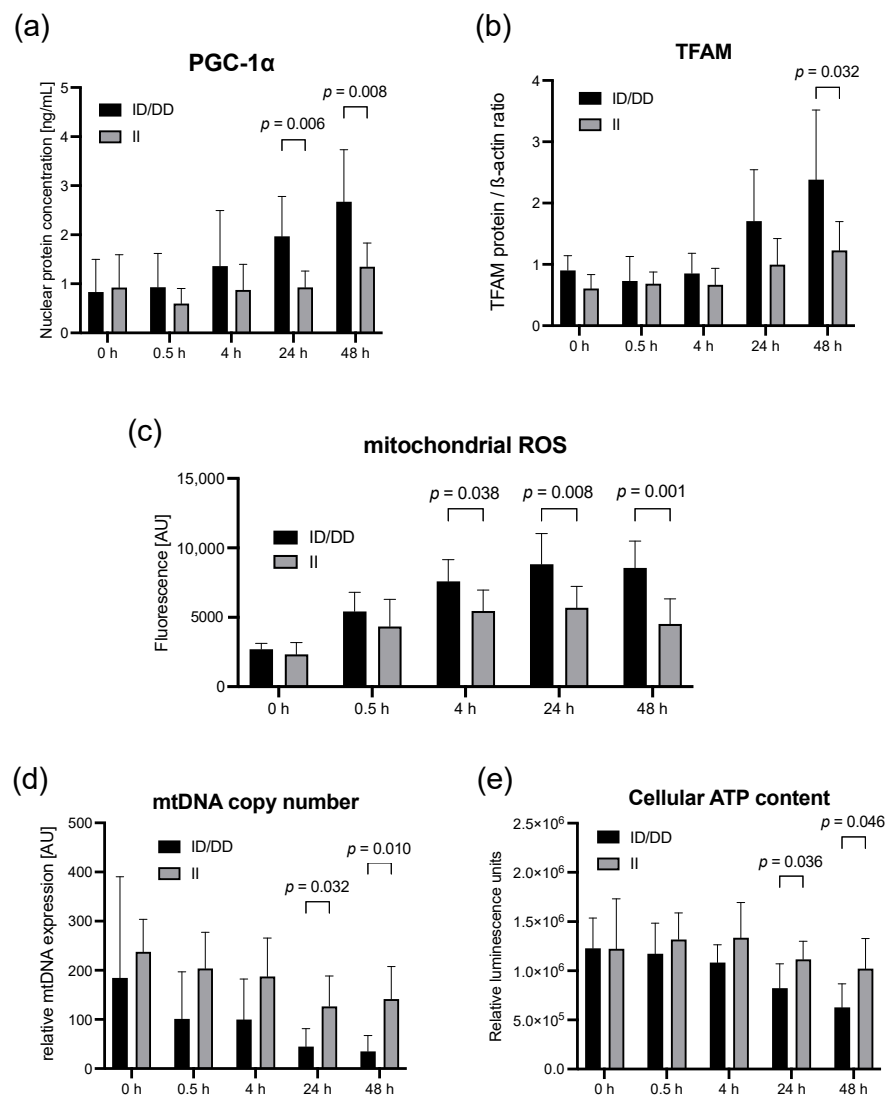 (a)
PGC-1α
Nuclear protein concentration [ng/mL]
5
4
3
2
1
0
ID/DD
II
p = 0.006
p = 0.008
0 h
0.5 h
4 h
24 h
48 h
(b)
TFAM
TFAM protein / ß-actin ratio
4
3
2
1
0
ID/DD
II
p = 0.032
0 h
0.5 h
4 h
24 h
48 h
(c)
mitochondrial ROS
Fluorescence [AU]
15,000
10,000
5000
0
ID/DD
II
p = 0.038
p = 0.008
p = 0.001
0 h
0.5 h
4 h
24 h
48 h
(d)
mtDNA copy number
relative mtDNA expression [AU]
500
400
300
200
100
0
ID/DD
II
p = 0.032
p = 0.010
0 h
0.5 h
4 h
24 h
48 h
(e)
Cellular ATP content
Relative luminescence units
2.5×10⁶
2.0×10⁶
1.5×10⁶
1.0×10⁶
5.0×10⁵
0.0
ID/DD
II
p = 0.036
p = 0.046
0 h
0.5 h
4 h
24 h
48 h